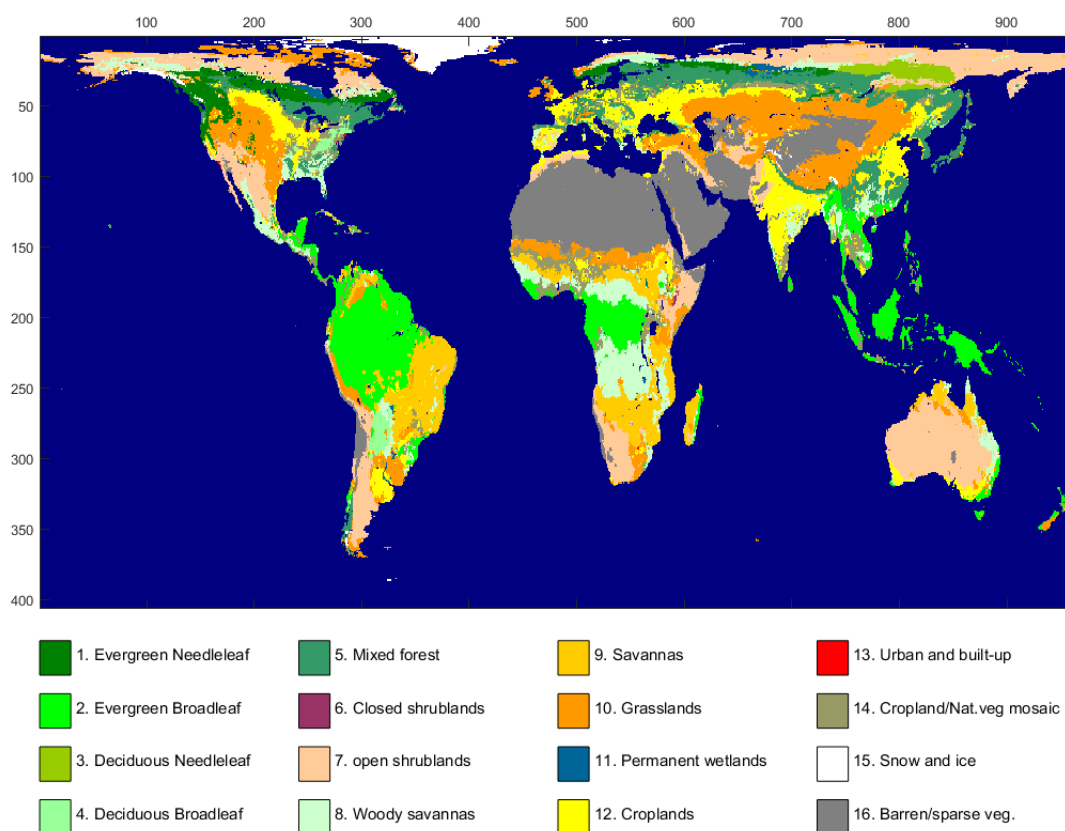 100 200 300 400 500 600 700 800 900
50
100
150
200
250
300
350
400
1. Evergreen Needleleaf 5. Mixed forest 9. Savannas 13. Urban and built-up
2. Evergreen Broadleaf 6. Closed shrublands 10. Grasslands 14. Cropland/Nat.veg mosaic
3. Deciduous Needleleaf 7. open shrublands 11. Permanent wetlands 15. Snow and ice
4. Deciduous Broadleaf 8. Woody savannas 12. Croplands 16. Barren/sparse veg.